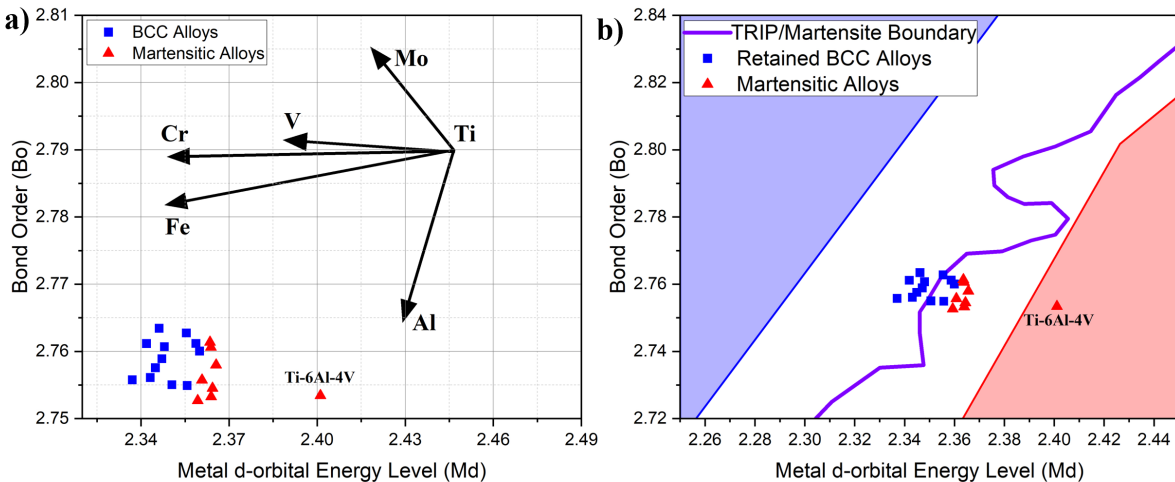 a)
2.81
2.80
2.79
2.78
2.77
2.76
2.75
Bond Order (Bo)
BCC Alloys
Martensitic Alloys
Mo
V
Cr
Ti
Fe
Al
Ti-6Al-4V
2.34
2.37
2.40
2.43
2.46
2.49
Metal d-orbital Energy Level (Md)
b)
2.84
2.82
2.80
2.78
2.76
2.74
2.72
Bond Order (Bo)
TRIP/Martensite Boundary
Retained BCC Alloys
Martensitic Alloys
Ti-6Al-4V
2.26
2.28
2.30
2.32
2.34
2.36
2.38
2.40
2.42
2.44
Metal d-orbital Energy Level (Md)